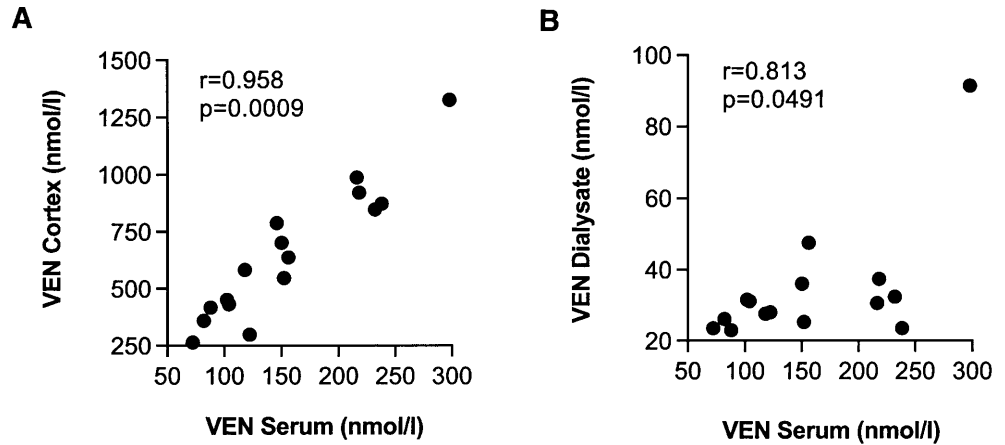 A
r=0.958
p=0.0009
1500
1250
1000
750
500
250
50 100 150 200 250 300
VEN Cortex (nmol/l)
VEN Serum (nmol/l)
B
r=0.813
p=0.0491
100
80
60
40
20
50 100 150 200 250 300
VEN Dialysate (nmol/l)
VEN Serum (nmol/l)